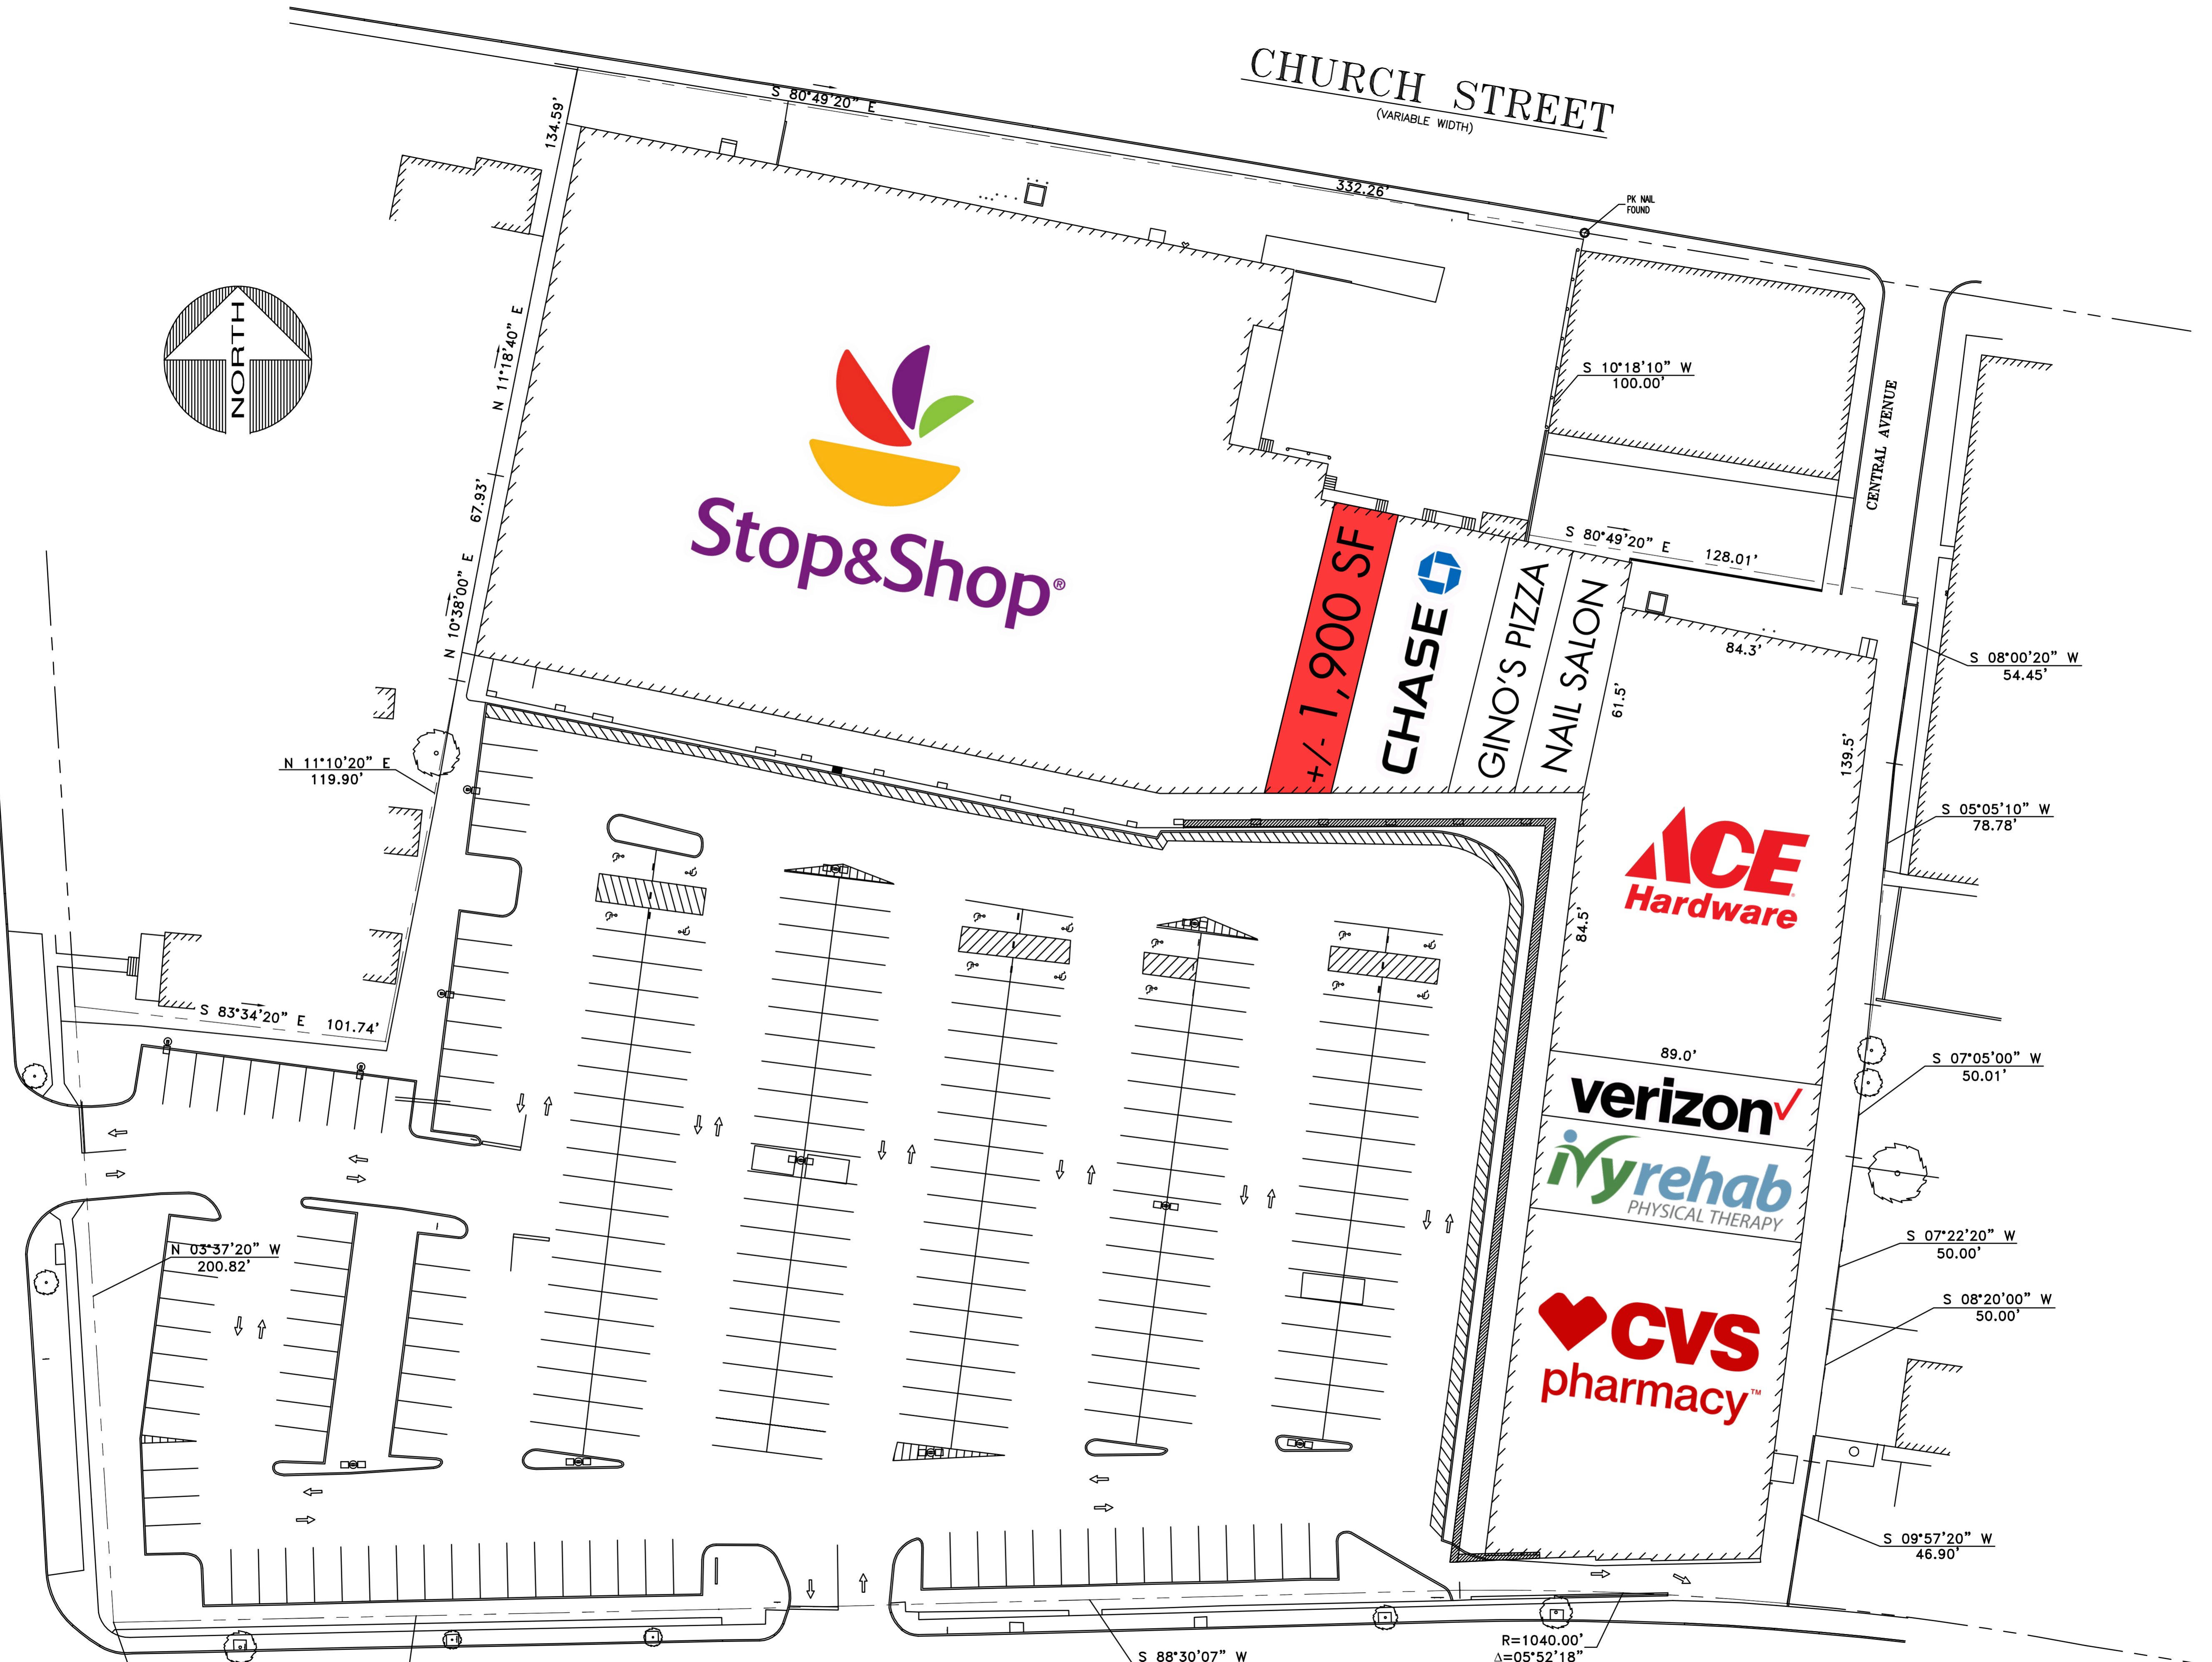 CHURCH STREET
(VARIABLE WIDTH)
S 80°49'20" E
134.59'
332.26'
PK NAIL
FOUND
NORTH
N 11°18'40" E
S 10°18'10" W
100.00'
CENTRAL AVENUE
67.93'
N 10°38'00" E
Stop&Shop®
+/- 1,900 SF
CHASE
GINO'S PIZZA
NAIL SALON
S 80°49'20" E 128.01'
84.3'
61.5'
S 08°00'20" W
54.45'
139.5'
N 11°10'20" E
119.90'
S 05°05'10" W
78.78'
ACE
Hardware
84.5'
S 83°34'20" E 101.74'
89.0'
S 07°05'00" W
50.01'
verizon
ivyrehab
PHYSICAL THERAPY
N 03°37'20" W
200.82'
S 07°22'20" W
50.00'
S 08°20'00" W
50.00'
CVS
pharmacy™
S 09°57'20" W
46.90'
S 88°30'07" W
R=1040.00'
Δ=05°52'18"